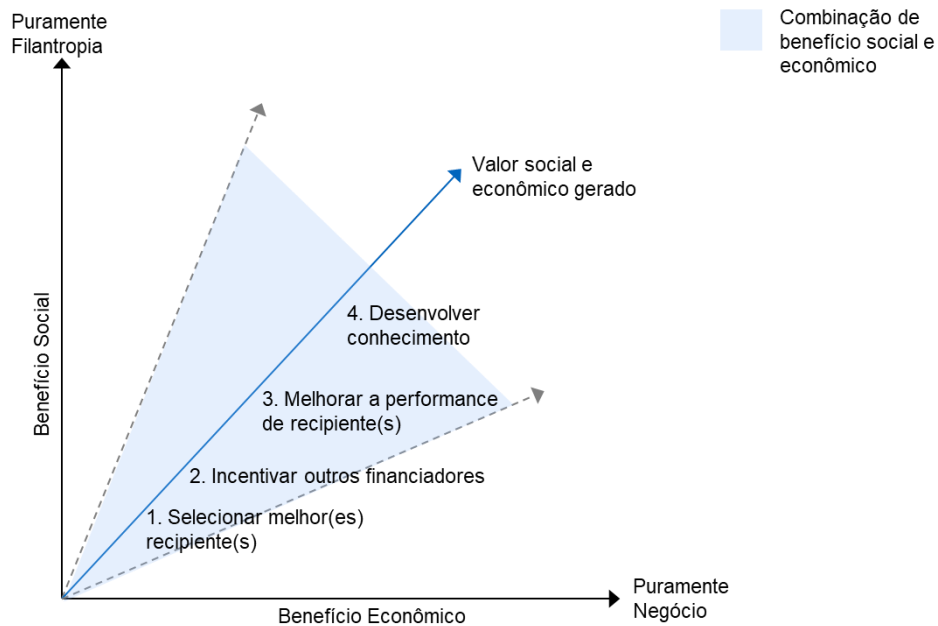 Puramente
Filantropia
Combinação de
benefício social e
econômico
Valor social e
econômico gerado
4. Desenvolver
conhecimento
3. Melhorar a performance
de recipiente(s)
2. Incentivar outros financiadores
1. Selecionar melhor(es)
recipiente(s)
Benefício Social
Benefício Econômico
Puramente
Negócio